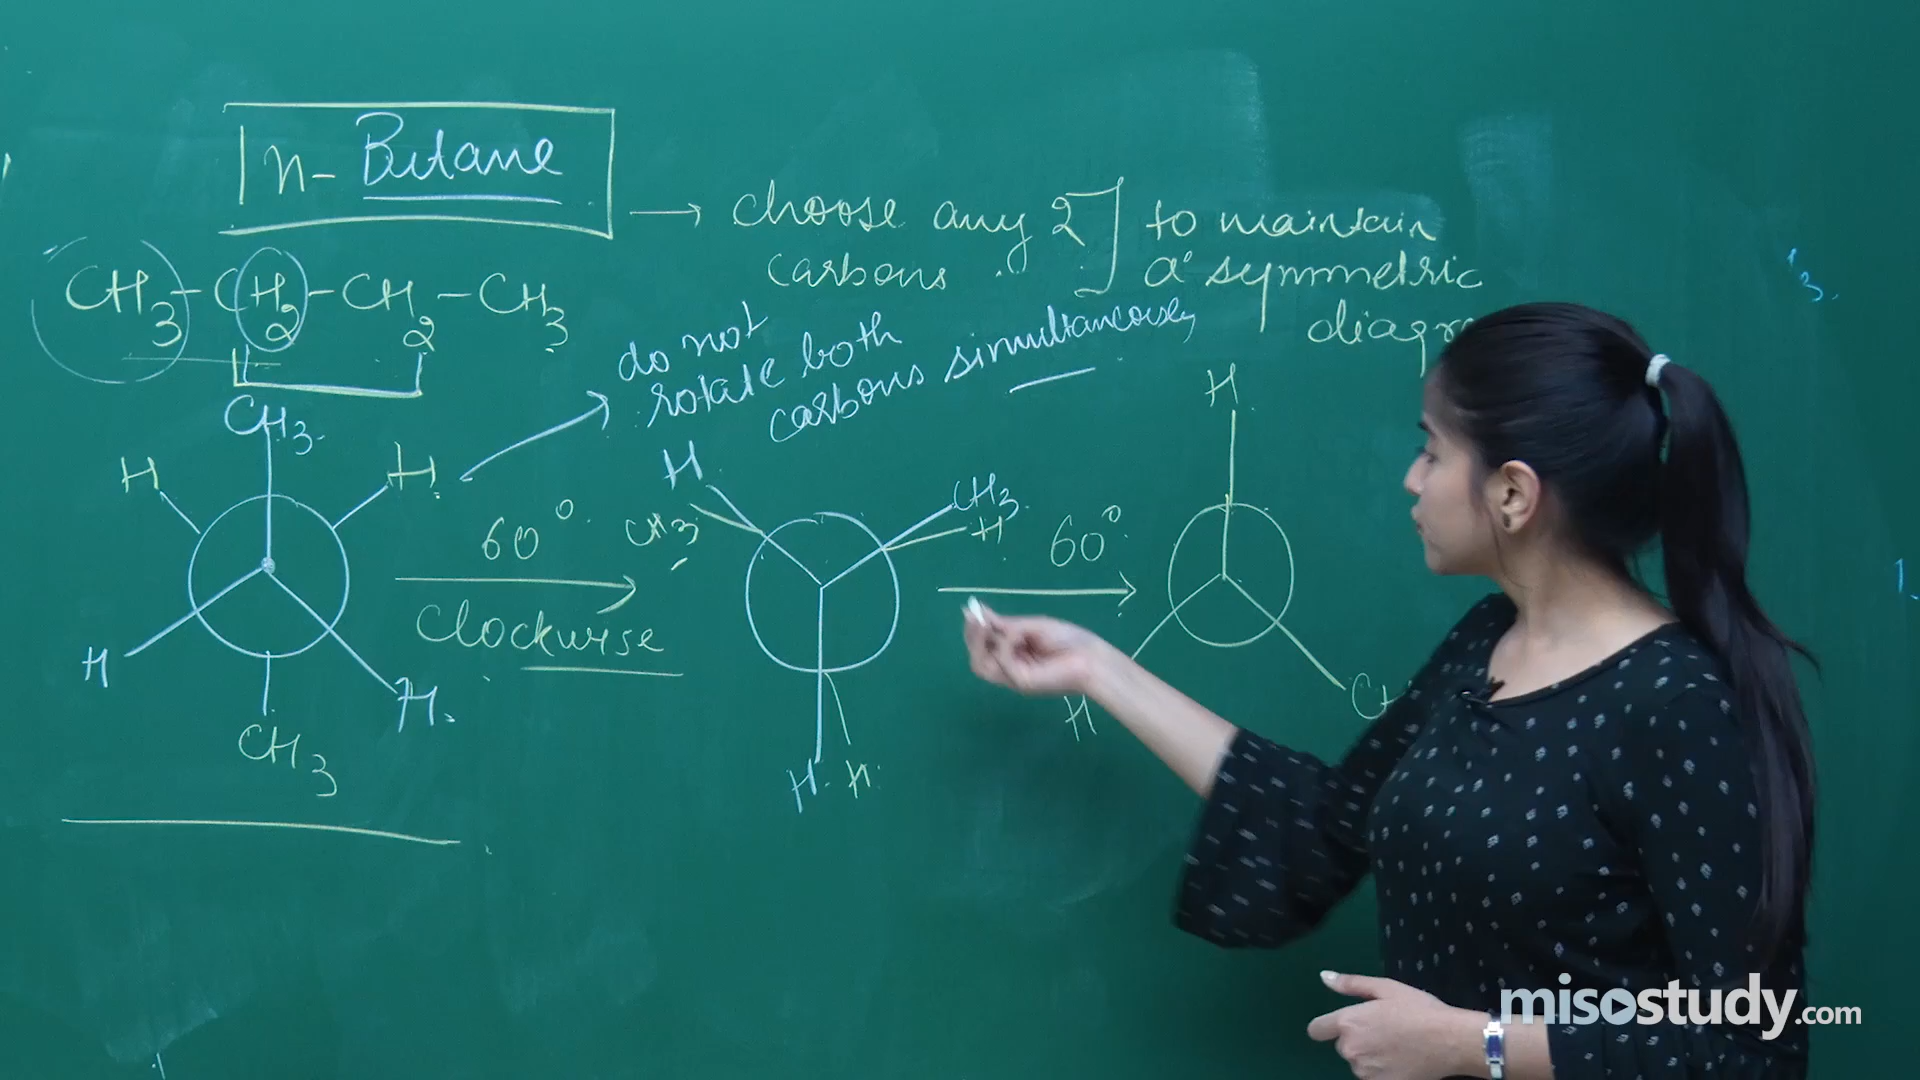 n-Butane
→ choose any 2] to maintain
carbons a symmetric
CH3-CH2-CH2-CH3
do not
rotate both
carbons simultaneously
CH3
H
H
H
H
CH3
60°
Clockwise
H
CH3
CH3
H
H
H
60°
H
H
misostudy.com